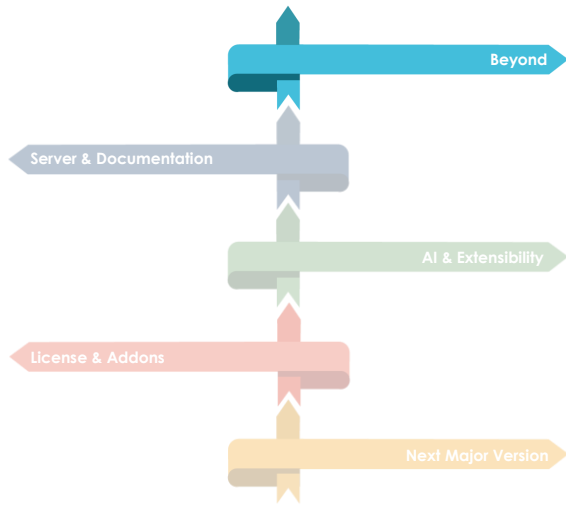 Beyond
Server & Documentation
AI & Extensibility
License & Addons
Next Major Version